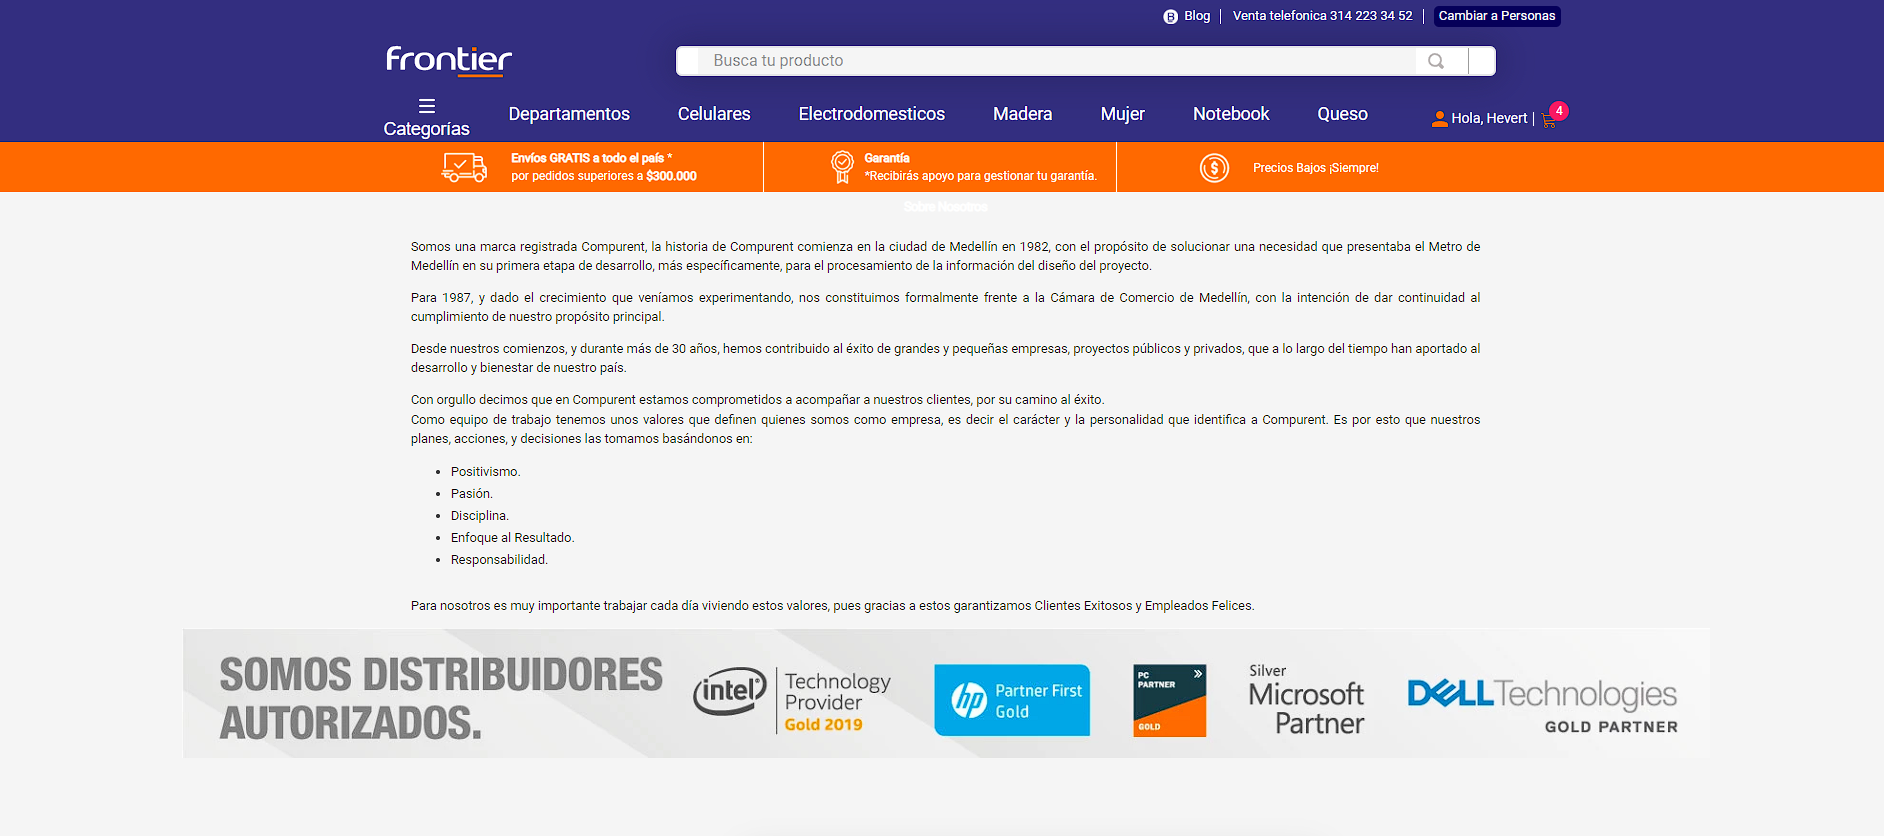 B Blog | Venta telefonica 314 223 34 52 | Cambiar a Personas
frontier
Busca tu producto
Categorías
Departamentos Celulares Electrodomesticos Madera Mujer Notebook Queso
Hola, Hevert | 4
Envíos GRATIS a todo el país *
por pedidos superiores a $300.000
Garantía
*Recibirás apoyo para gestionar tu garantía.
$
Precios Bajos ¡Siempre!
Sobre Nosotros
Somos una marca registrada Compurent, la historia de Compurent comienza en la ciudad de Medellín en 1982, con el propósito de solucionar una necesidad que presentaba el Metro de
Medellín en su primera etapa de desarrollo, más específicamente, para el procesamiento de la información del diseño del proyecto.
Para 1987, y dado el crecimiento que veníamos experimentando, nos constituimos formalmente frente a la Cámara de Comercio de Medellín, con la intención de dar continuidad al
cumplimiento de nuestro propósito principal.
Desde nuestros comienzos, y durante más de 30 años, hemos contribuido al éxito de grandes y pequeñas empresas, proyectos públicos y privados, que a lo largo del tiempo han aportado al
desarrollo y bienestar de nuestro país.
Con orgullo decimos que en Compurent estamos comprometidos a acompañar a nuestros clientes, por su camino al éxito.
Como equipo de trabajo tenemos unos valores que definen quienes somos como empresa, es decir el carácter y la personalidad que identifica a Compurent. Es por esto que nuestros
planes, acciones, y decisiones las tomamos basándonos en:
• Positivismo.
• Pasión.
• Disciplina.
• Enfoque al Resultado.
• Responsabilidad.
Para nosotros es muy importante trabajar cada día viviendo estos valores, pues gracias a estos garantizamos Clientes Exitosos y Empleados Felices.
SOMOS DISTRIBUIDORES
AUTORIZADOS.
intel
Technology
Provider
Gold 2019
hp
Partner First
Gold
PC
PARTNER
GOLD
Silver
Microsoft
Partner
DELL Technologies
GOLD PARTNER